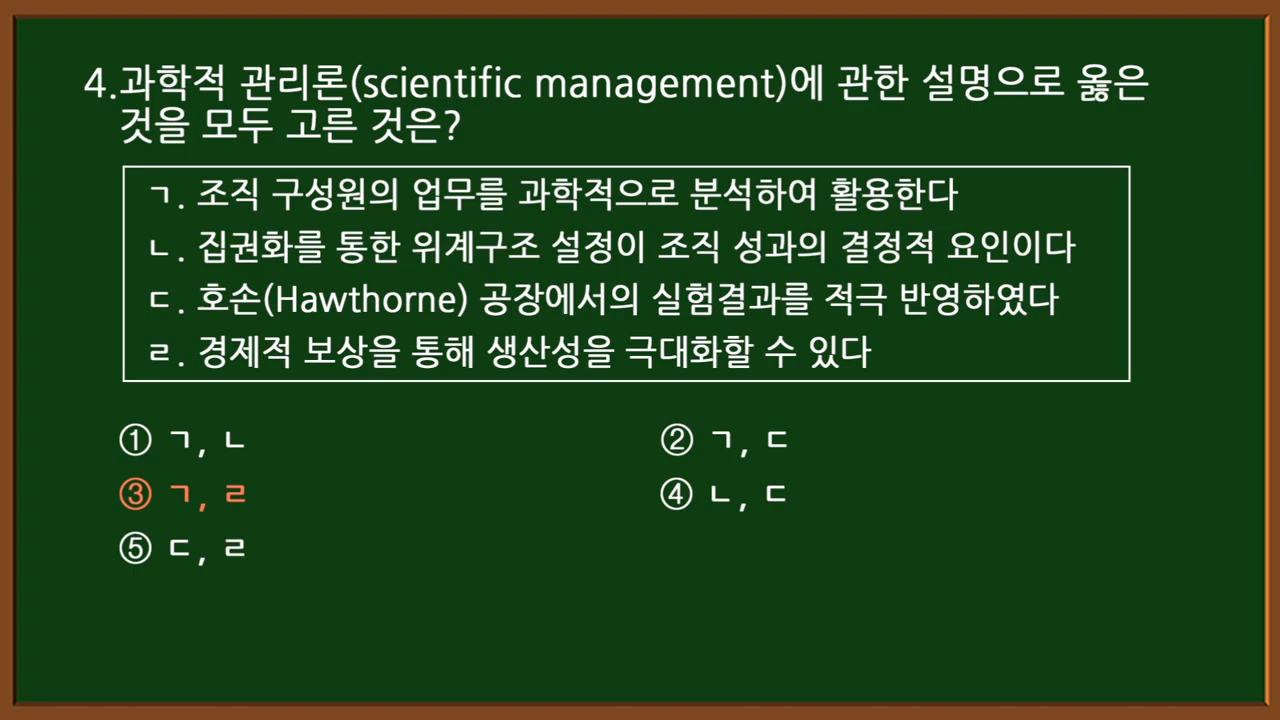 4.과학적 관리론(scientific management)에 관한 설명으로 옳은
것을 모두 고른 것은?
ㄱ. 조직 구성원의 업무를 과학적으로 분석하여 활용한다
ㄴ. 집권화를 통한 위계구조 설정이 조직 성과의 결정적 요인이다
ㄷ. 호손(Hawthorne) 공장에서의 실험결과를 적극 반영하였다
ㄹ. 경제적 보상을 통해 생산성을 극대화할 수 있다
① ㄱ, ㄴ
② ㄱ, ㄷ
③ ㄱ, ㄹ
④ ㄴ, ㄷ
⑤ ㄷ, ㄹ